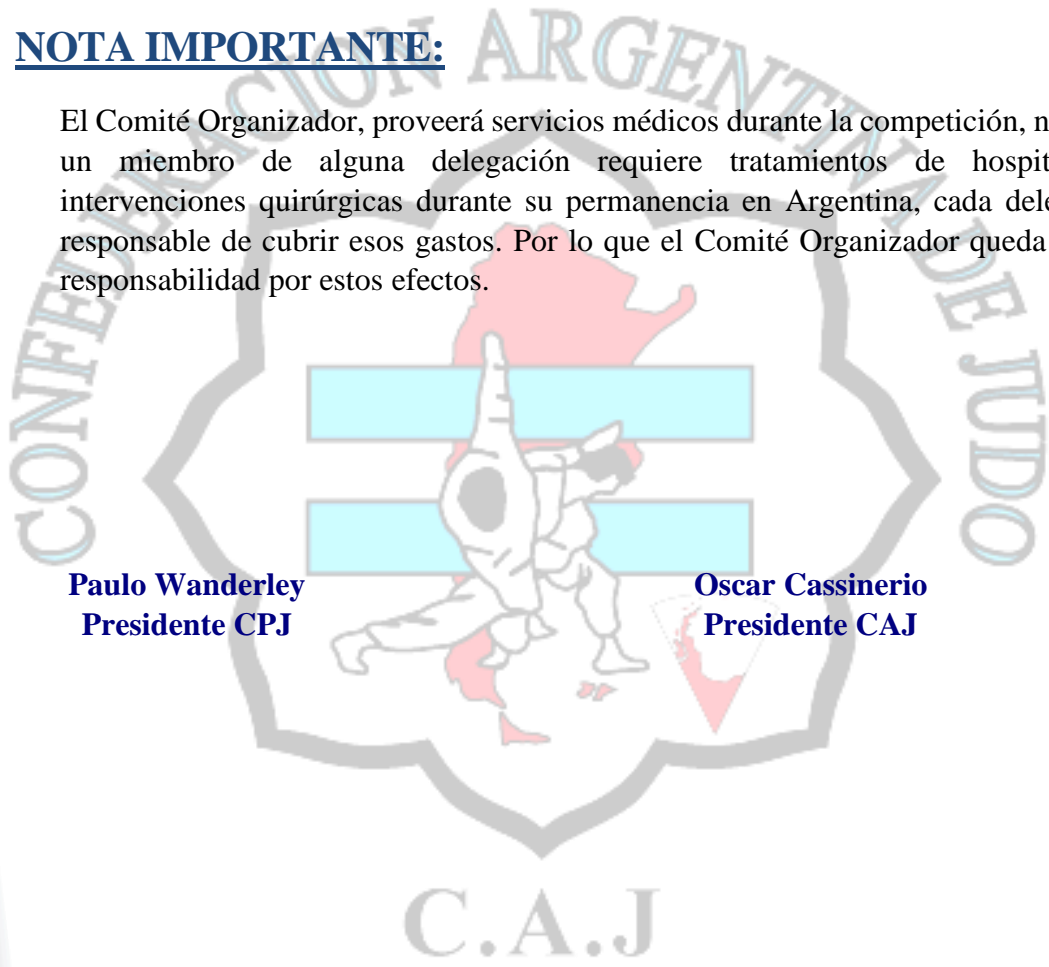 NOTA IMPORTANTE:
CONFEDERACION ARGENTINA DE JUDO
El Comité Organizador, proveerá servicios médicos durante la competición, n
un miembro de alguna delegación requiere tratamientos de hospit
intervenciones quirúrgicas durante su permanencia en Argentina, cada dele
responsable de cubrir esos gastos. Por lo que el Comité Organizador queda
responsabilidad por estos efectos.
Paulo Wanderley Oscar Cassinerio
Presidente CPJ Presidente CAJ
C.A.J